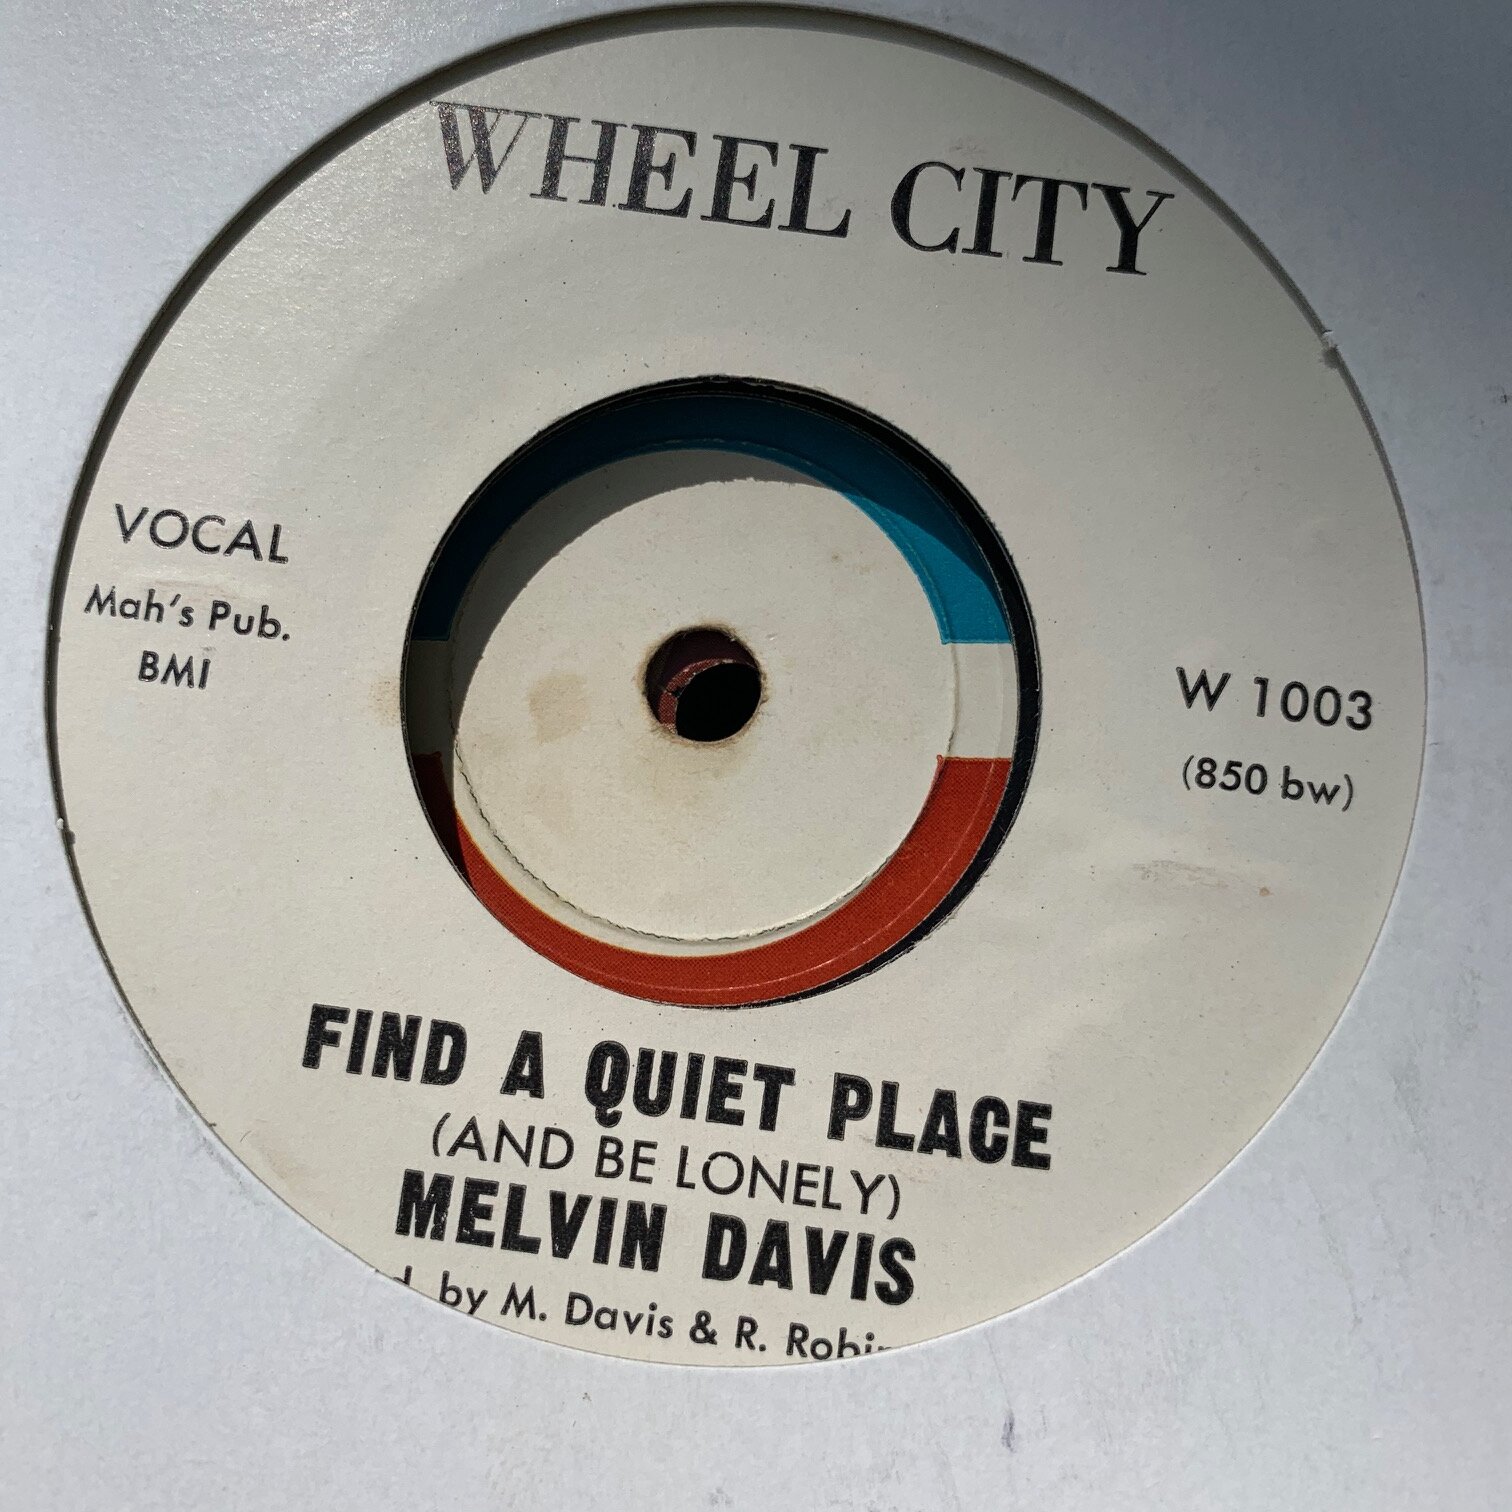 WHEEL CITY
VOCAL
Mah's Pub.
BMI
W 1003
(850 bw)
FIND A QUIET PLACE
(AND BE LONELY)
MELVIN DAVIS
by M. Davis & R.